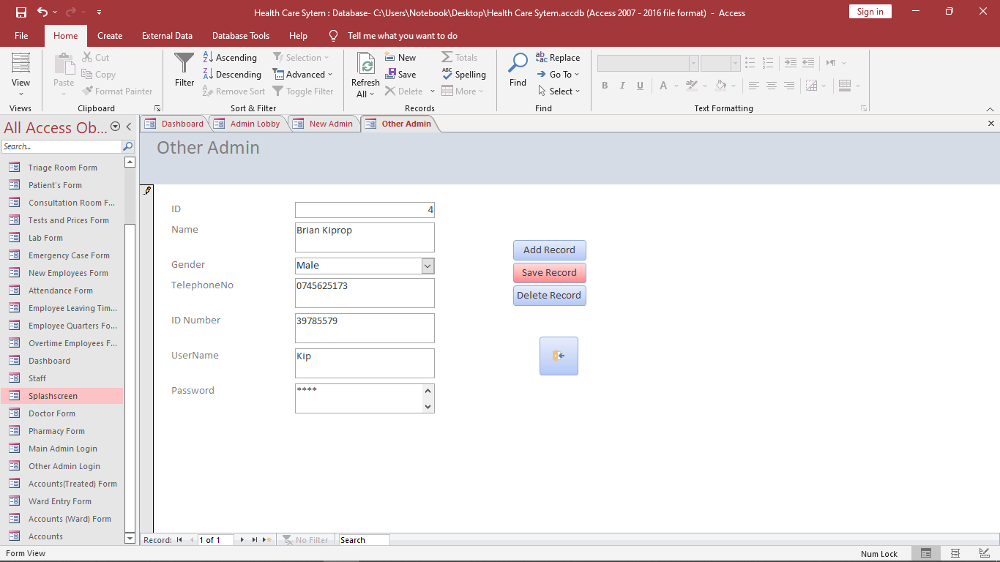 Health Care Sytem : Database- C:\Users\Notebook\Desktop\Health Care Sytem.accdb (Access 2007 - 2016 file format) - Access
Sign in
File Home Create External Data Database Tools Help Tell me what you want to do
View
Views
Paste
Cut
Copy
Format Painter
Clipboard
Filter
Ascending
Descending
Remove Sort
Selection
Advanced
Toggle Filter
Sort & Filter
Refresh
All
New
Save
Delete
Totals
Spelling
More
Records
Find
Replace
Go To
Select
Find
B I U
Text Formatting
All Access Ob...
Search...
Triage Room Form
Patient's Form
Consultation Room F...
Tests and Prices Form
Lab Form
Emergency Case Form
New Employees Form
Attendance Form
Employee Leaving Tim...
Employee Quarters Fo...
Overtime Employees F...
Dashboard
Staff
Splashscreen
Doctor Form
Pharmacy Form
Main Admin Login
Other Admin Login
Accounts(Treated) Form
Ward Entry Form
Accounts (Ward) Form
Accounts
Dashboard Admin Lobby New Admin Other Admin
Other Admin
ID 4
Name Brian Kiprop
Gender Male
TelephoneNo 0745625173
ID Number 39785579
UserName Kip
Password ****
Add Record
Save Record
Delete Record
Record: 1 of 1 No Filter Search
Form View
Num Lock